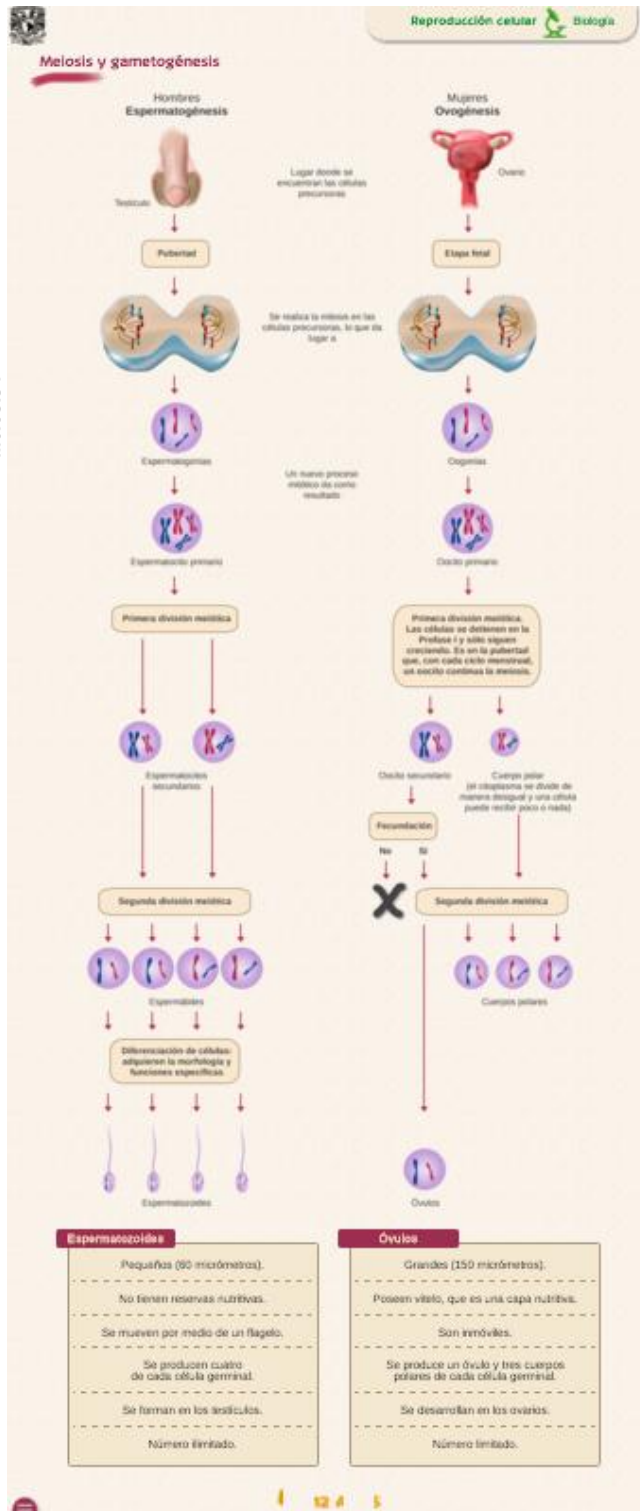 Reproducción celular
Biología
Meiosis y gametogénesis
Hombres
Espermatogénesis
Mujeres
Ovogénesis
Testículo
Lugar donde se
encuentran las células
precursoras
Ovario
Pubertad
Etapa fetal
Se realiza la mitosis en las
células precursoras, lo que da
lugar a
Espermatogonias
Oogonias
Un nuevo proceso
mitótico da como
resultado
Espermatocito primario
Oocito primario
Primera división meiótica
Primera división meiótica.
Las células se detienen en la
Profase I y sólo siguen
creciendo. Es en la pubertad
que, con cada ciclo menstrual,
un oocito continua la meiosis.
Espermatocitos
secundarios
Oocito secundario
Cuerpo polar
(el citoplasma se divide de
manera desigual y una célula
puede recibir poco o nada)
Fecundación
No
Sí
Segunda división meiótica
Segunda división meiótica
Espermátides
Cuerpos polares
Diferenciación de células:
adquieren la morfología y
funciones específicas
Espermatozoides
Óvulos
Espermatozoides
Pequeños (60 micrómetros).
No tienen reservas nutritivas.
Se mueven por medio de un flagelo.
Se producen cuatro
de cada célula germinal.
Se forman en los testículos.
Número ilimitado.
Óvulos
Grandes (150 micrómetros).
Poseen vitelo, que es una capa nutritiva.
Son inmóviles.
Se produce un óvulo y tres cuerpos
polares de cada célula germinal.
Se desarrollan en los ovarios.
Número limitado.